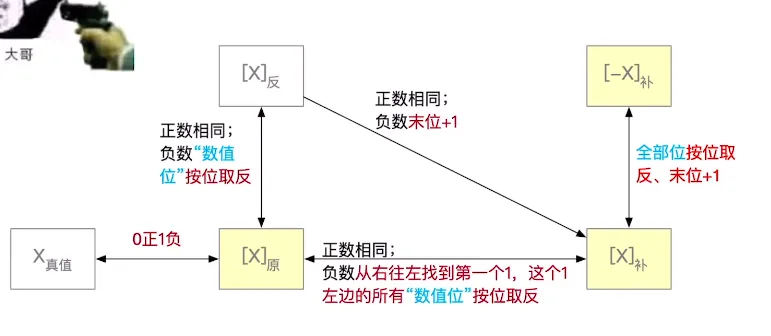 大哥
[X]反
[−X]补
正数相同；
负数末位+1
正数相同；
负数“数值
位”按位取反
全部位按位取
反、末位+1
0正1负
X真值
[X]原
正数相同；
负数从右往左找到第一个1，这个1
左边的所有“数值位”按位取反
[X]补